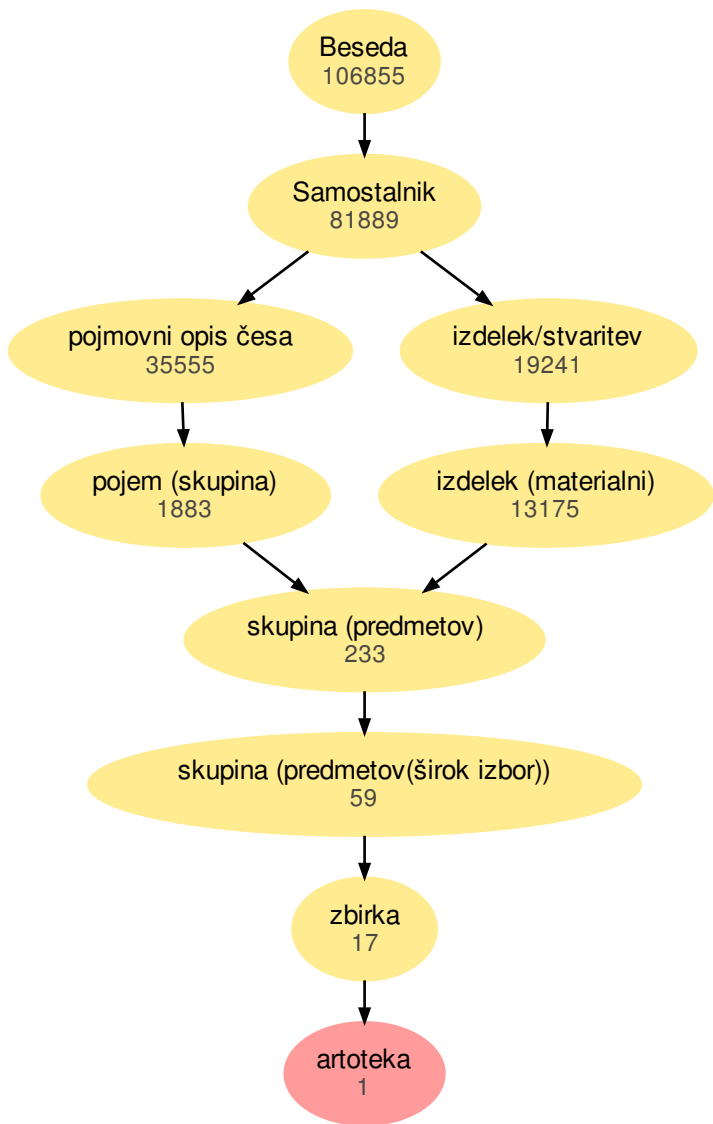 Beseda
106855
Samostalnik
81889
pojmovni opis česa
35555
izdelek/stvaritev
19241
pojem (skupina)
1883
izdelek (materialni)
13175
skupina (predmetov)
233
skupina (predmetov(širok izbor))
59
zbirka
17
artoteka
1